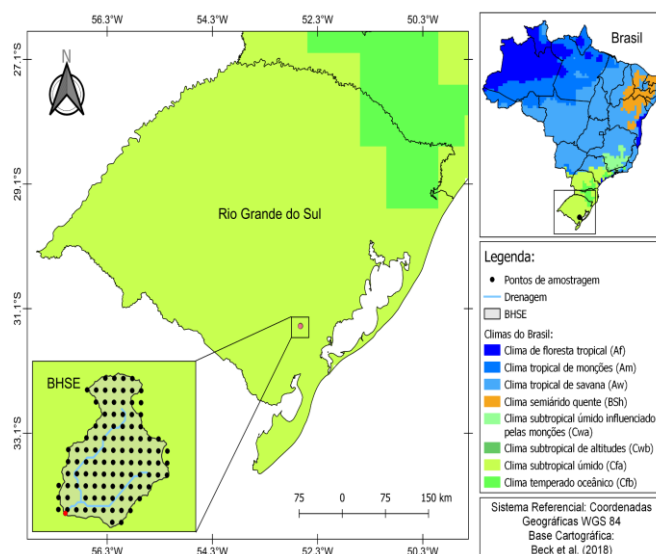 56.3°W 54.3°W 52.3°W 50.3°W
Brasil
27.1°S
N
29.1°S
Rio Grande do Sul
31.1°S
BHSE
33.1°S
75 0 75 150 km
56.3°W 54.3°W 52.3°W 50.3°W
Legenda:
Pontos de amostragem
Drenagem
BHSE
Climas do Brasil:
Clima de floresta tropical (Af)
Clima tropical de monções (Am)
Clima tropical de savana (Aw)
Clima semiárido quente (BSh)
Clima subtropical úmido influenciado
pelas monções (Cwa)
Clima subtropical de altitudes (Cwb)
Clima subtropical úmido (Cfa)
Clima temperado oceânico (Cfb)
Sistema Referencial: Coordenadas
Geográficas WGS 84
Base Cartográfica:
Beck et al. (2018)